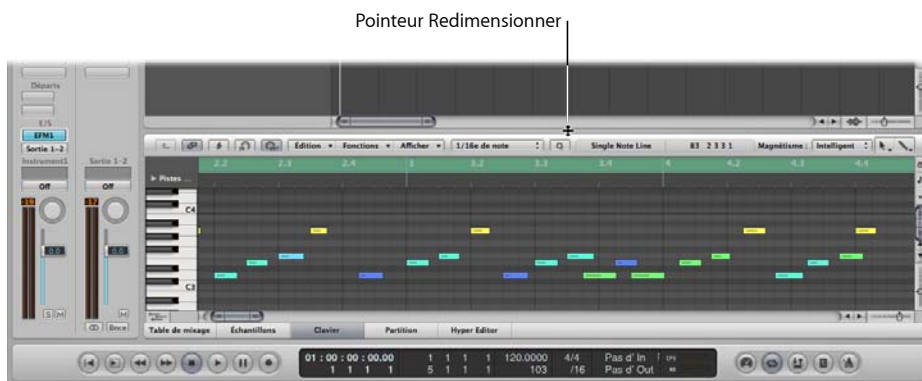 Pointeur Redimensionner
Départs
E/S
EFM1
Sortie 1-2
Instrument1
Sortie 1-2
Off
Off
-19
-17
0.0
0.0
S M
M
Bnce
Édition Fonctions Afficher 1/16e de note Q Single Note Line B3 2 3 3 1 Magnétisme : Intelligent
2.2 2.3 2.4 3 3.2 3.3 3.4 4 4.2 4.3 4.4
Pistes ...
C4
C3
Table de mixage Échantillons Clavier Partition Hyper Editor
01 : 00 : 00 : 00.00 1 1 1 1 120.0000 4/4 Pas d' In
1 1 1 1 5 1 1 1 103 /16 Pas d' Out